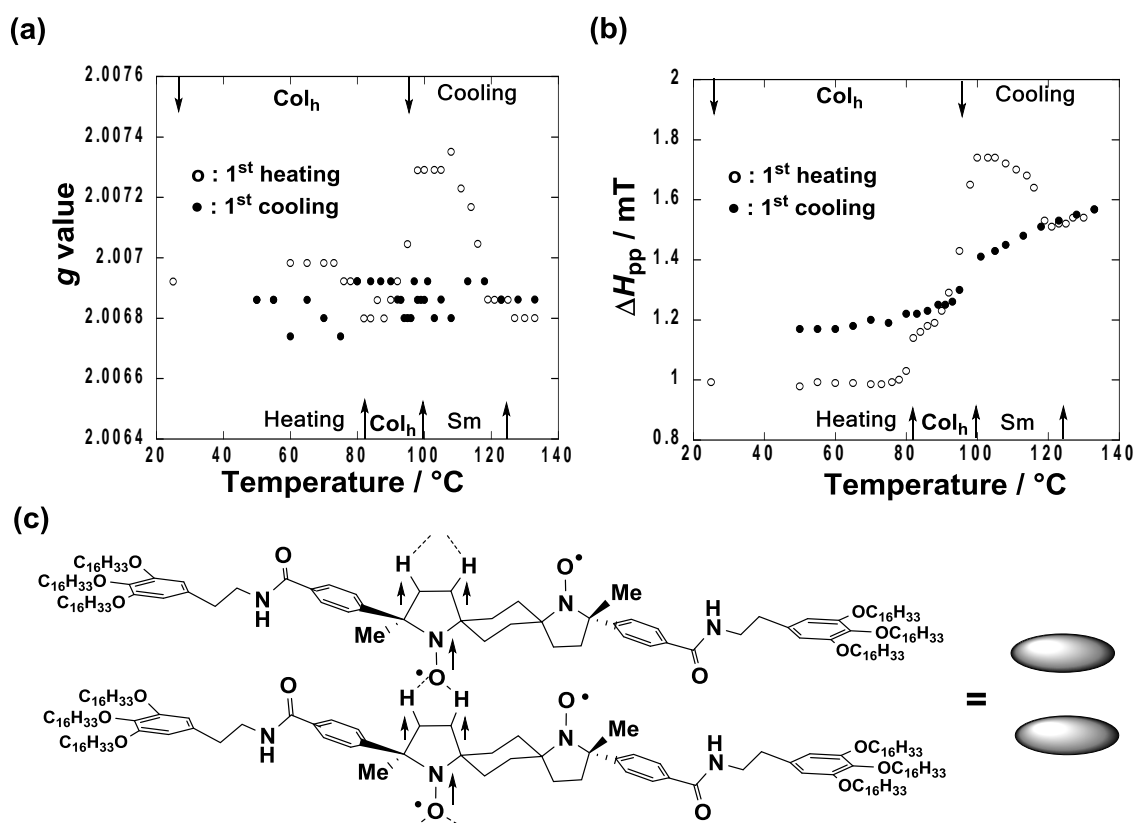 (a)
g value
2.0076
2.0074
2.0072
2.007
2.0068
2.0066
2.0064
Colh Cooling
o : 1st heating
● : 1st cooling
Heating Colh Sm
20 40 60 80 100 120 140
Temperature / °C
(b)
ΔHpp / mT
2
1.8
1.6
1.4
1.2
1
0.8
Colh Cooling
o : 1st heating
● : 1st cooling
Heating Colh Sm
20 40 60 80 100 120 140
Temperature / °C
(c)
H H
C16H33O
C16H33O
C16H33O
O
N
H
Me
N
O•
O•
N
Me
H
N
O
OC16H33
OC16H33
OC16H33
H H
C16H33O
C16H33O
C16H33O
O
N
H
Me
N
•O
O•
N
Me
H
N
O
OC16H33
OC16H33
OC16H33
=